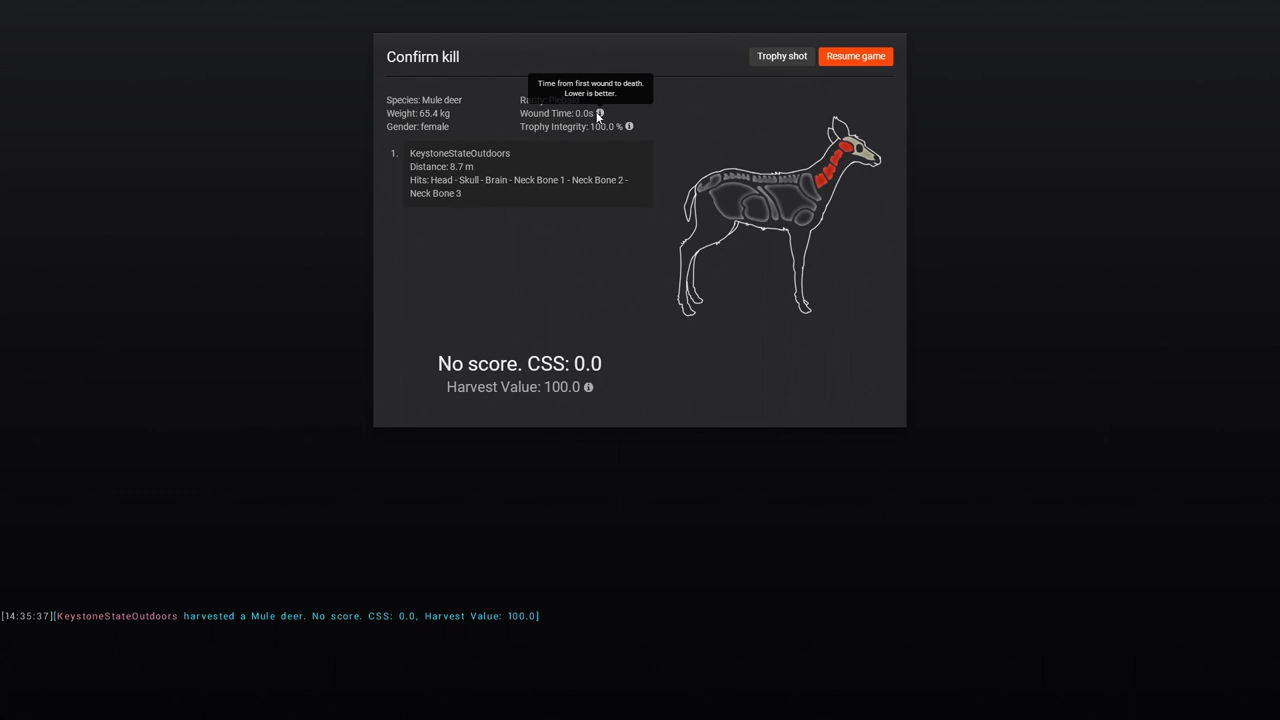 Confirm kill
Trophy shot
Resume game
Time from first wound to death.
Lower is better.
Species: Mule deer
Weight: 65.4 kg
Wound Time: 0.0s
Gender: female
Trophy Integrity: 100.0 %
1.
KeystoneStateOutdoors
Distance: 8.7 m
Hits: Head - Skull - Brain - Neck Bone 1 - Neck Bone 2 -
Neck Bone 3
No score. CSS: 0.0
Harvest Value: 100.0
[14:35:37][KeystoneStateOutdoors harvested a Mule deer. No score. CSS: 0.0, Harvest Value: 100.0]